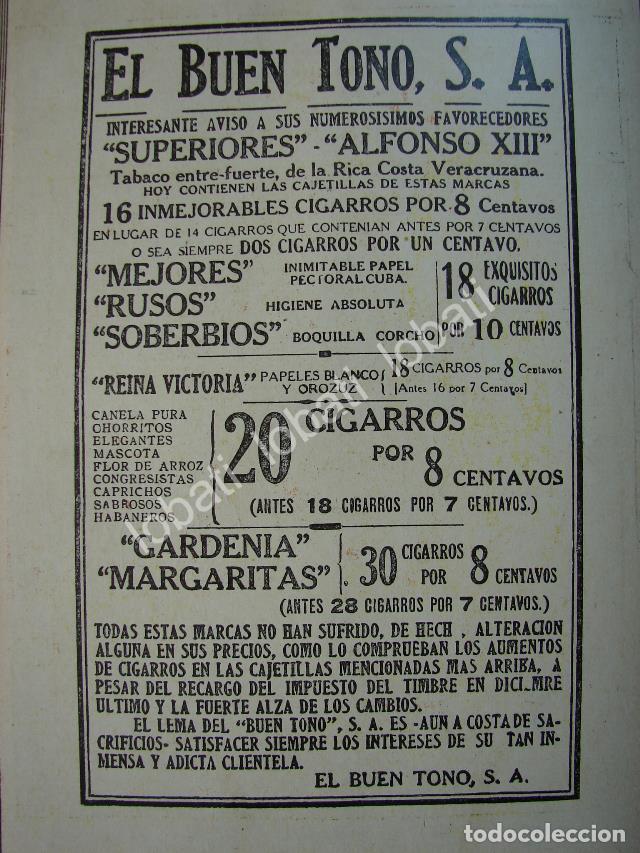 EL BUEN TONO, S. A.
INTERESANTE AVISO A SUS NUMEROSISIMOS FAVORECEDORES
"SUPERIORES" - "ALFONSO XIII"
Tabaco entre-fuerte, de la Rica Costa Veracruzana.
HOY CONTIENEN LAS CAJETILLAS DE ESTAS MARCAS
16 INMEJORABLES CIGARROS POR 8 Centavos
EN LUGAR DE 14 CIGARROS QUE CONTENIAN ANTES POR 7 CENTAVOS
O SEA SIEMPRE DOS CIGARROS POR UN CENTAVO.
"MEJORES" INIMITABLE PAPEL PECTORAL CUBA.
"RUSOS" HIGIENE ABSOLUTA
"SOBERBIOS" BOQUILLA CORCHO
18 EXQUISITOS CIGARROS
POR 10 CENTAVOS
"REINA VICTORIA" PAPELES BLANCO Y OROZUZ
18 CIGARROS por 8 Centavos
[Antes 16 por 7 Centavos]
CANELA PURA
CHORRITOS
ELEGANTES
MASCOTA
FLOR DE ARROZ
CONGRESISTAS
CAPRICHOS
SABROSOS
HABANEROS
20 CIGARROS
POR
8 CENTAVOS
(ANTES 18 CIGARROS POR 7 CENTAVOS.)
"GARDENIA"
"MARGARITAS"
30 CIGARROS POR 8 CENTAVOS
(ANTES 28 CIGARROS POR 7 CENTAVOS.)
TODAS ESTAS MARCAS NO HAN SUFRIDO, DE HECH , ALTERACION
ALGUNA EN SUS PRECIOS, COMO LO COMPRUEBAN LOS AUMENTOS
DE CIGARROS EN LAS CAJETILLAS MENCIONADAS MAS ARRIBA, A
PESAR DEL RECARGO DEL IMPUESTO DEL TIMBRE EN DICIEMRE
ULTIMO Y LA FUERTE ALZA DE LOS CAMBIOS.
EL LEMA DEL "BUEN TONO", S. A. ES -AUN A COSTA DE SA-
CRIFICIOS- SATISFACER SIEMPRE LOS INTERESES DE SU TAN IN-
MENSA Y ADICTA CLIENTELA.
EL BUEN TONO, S. A.
lobati lobati lobati lobati
todocoleccion